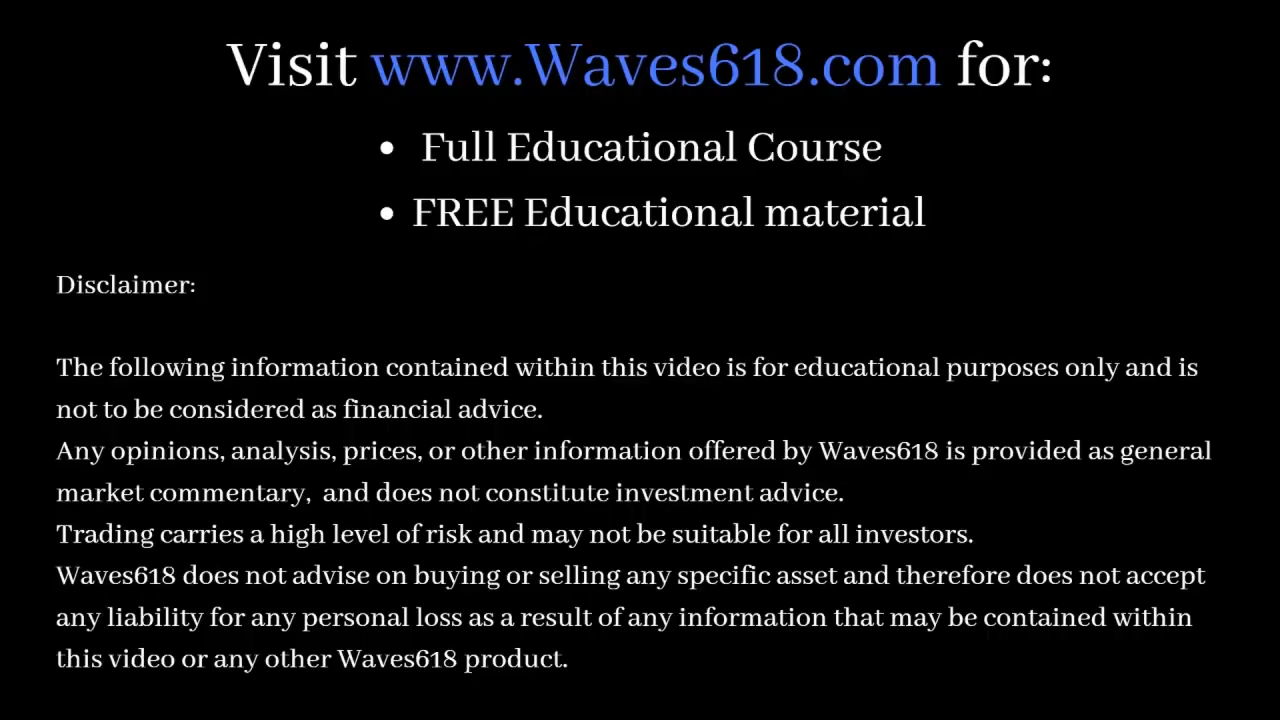 Visit www.Waves618.com for:
• Full Educational Course
• FREE Educational material
Disclaimer:
The following information contained within this video is for educational purposes only and is
not to be considered as financial advice.
Any opinions, analysis, prices, or other information offered by Waves618 is provided as general
market commentary,  and does not constitute investment advice.
Trading carries a high level of risk and may not be suitable for all investors.
Waves618 does not advise on buying or selling any specific asset and therefore does not accept
any liability for any personal loss as a result of any information that may be contained within
this video or any other Waves618 product.